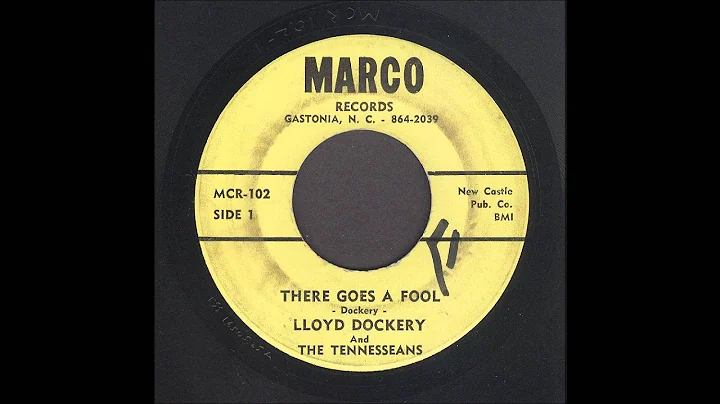 MARCO
RECORDS
GASTONIA, N. C. - 864-2039
MCR-102
SIDE 1
New Castle
Pub. Co.
BMI
THERE GOES A FOOL
- Dockery -
LLOYD DOCKERY
And
THE TENNESSEANS